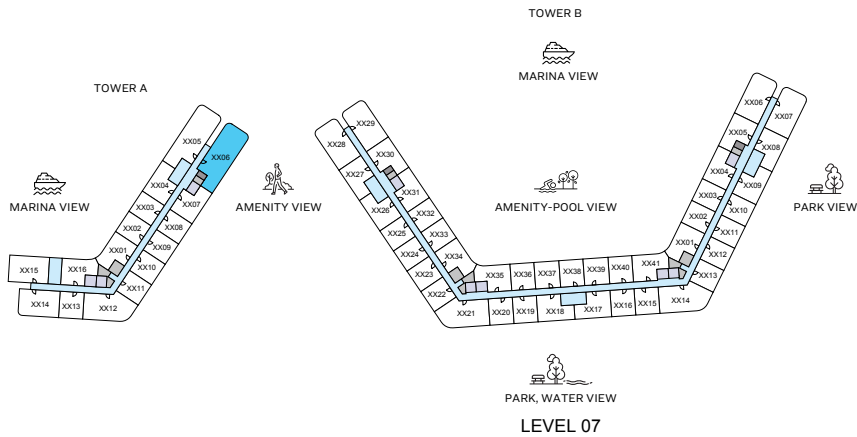 TOWER B
MARINA VIEW
TOWER A
MARINA VIEW
AMENITY VIEW
AMENITY-POOL VIEW
PARK VIEW
XX05
XX06
XX04
XX07
XX03
XX08
XX02
XX09
XX01
XX10
XX11
XX16
XX15
XX14
XX13
XX12
XX29
XX28
XX30
XX27
XX31
XX26
XX32
XX25
XX33
XX24
XX34
XX23
XX22
XX21
XX35
XX36
XX37
XX38
XX39
XX40
XX41
XX20
XX19
XX18
XX17
XX16
XX15
XX14
XX06
XX07
XX05
XX08
XX04
XX09
XX03
XX10
XX02
XX11
XX01
XX12
XX13
PARK, WATER VIEW
LEVEL 07